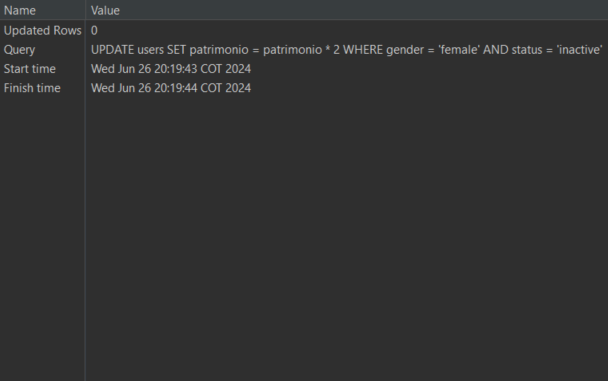 Name Value
Updated Rows 0
Query UPDATE users SET patrimonio = patrimonio * 2 WHERE gender = 'female' AND status = 'inactive'
Start time Wed Jun 26 20:19:43 COT 2024
Finish time Wed Jun 26 20:19:44 COT 2024